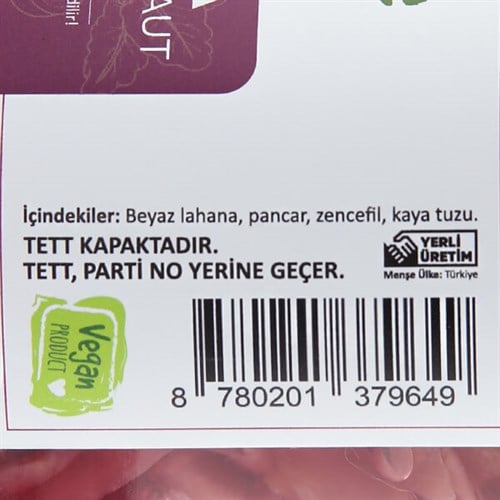 dilir!
AUT
İçindekiler: Beyaz lahana, pancar, zencefil, kaya tuzu.
TETT KAPAKTADIR.
TETT, PARTİ NO YERİNE GEÇER.
YERLİ
ÜRETİM
Menşe Ülke: Türkiye
Vegan
PRODUCT
8 780201 379649